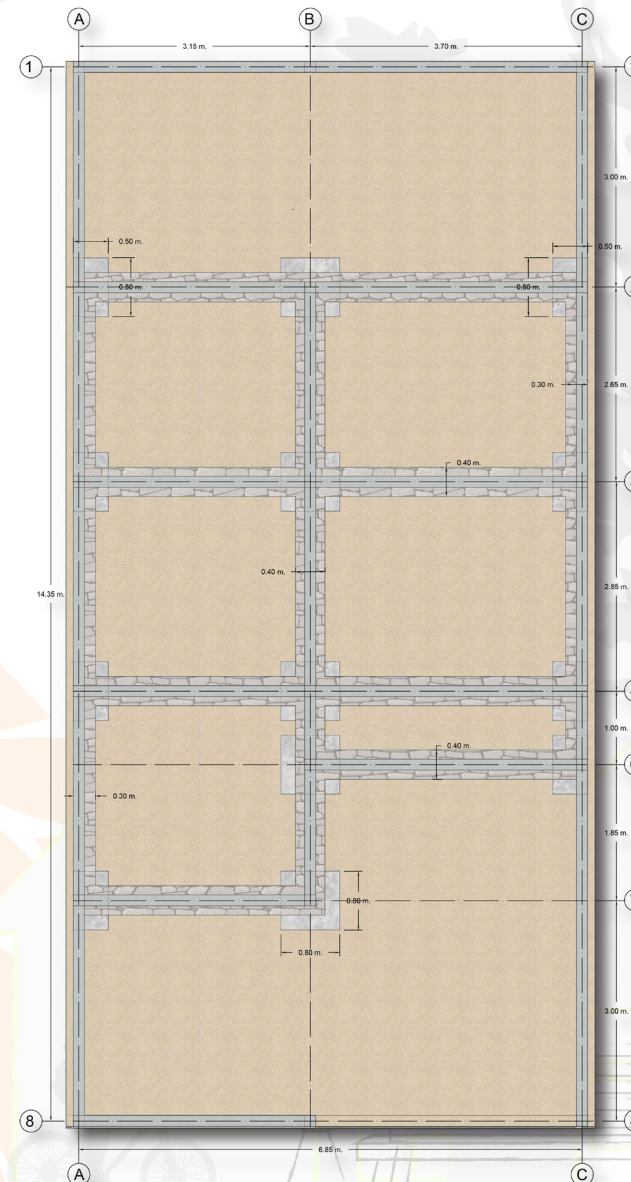 A B C
3.15 m. 3.70 m.
1
3.00 m.
0.50 m. 0.50 m.
0.80 m. 0.80 m.
0.30 m. 2.65 m.
0.40 m.
0.40 m.
14.35 m. 2.85 m.
1.00 m.
0.40 m.
0.30 m.
1.85 m.
0.80 m.
0.80 m.
3.00 m.
8
6.85 m.
A C